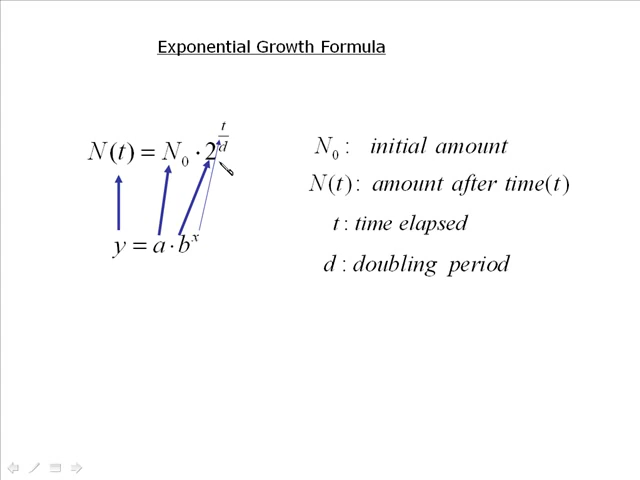 Exponential Growth Formula
N(t) = N₀ · 2^(t/d)
y = a · b^x
N₀ : initial amount
N(t) : amount after time(t)
t : time elapsed
d : doubling period